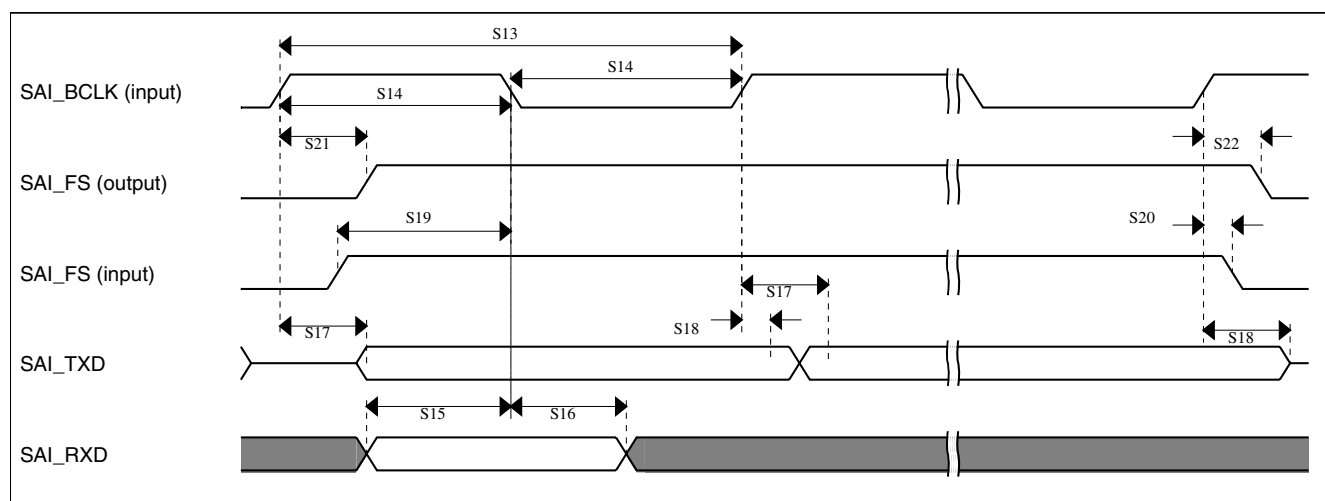 S13
S14
SAI_BCLK (input)
S14
S21
S22
SAI_FS (output)
S19
S20
SAI_FS (input)
S17
S17
S18
S18
SAI_TXD
S15
S16
SAI_RXD